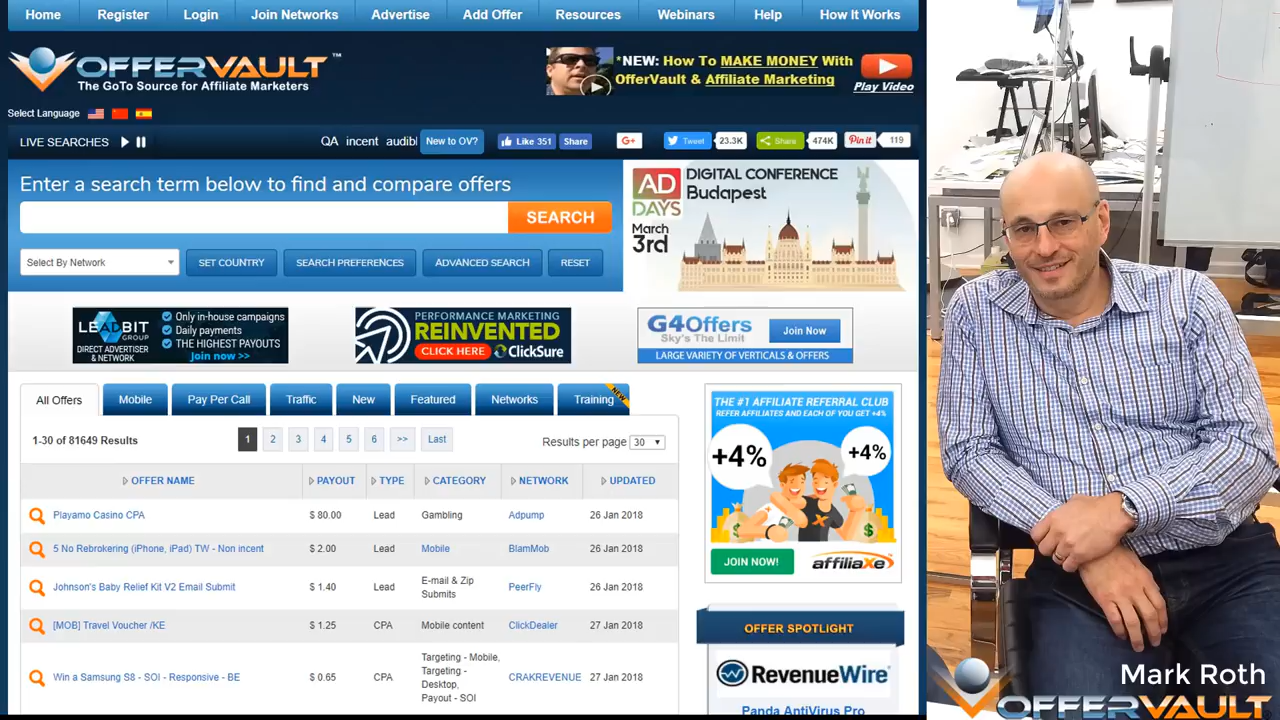 Home Register Login Join Networks Advertise Add Offer Resources Webinars Help How It Works
OFFERVAULT™
The GoTo Source for Affiliate Marketers
*NEW: How To MAKE MONEY With
OfferVault & Affiliate Marketing
Play Video
Select Language
LIVE SEARCHES
QA incent audibl
New to OV?
Like 351
Share
G+
Tweet
23.3K
Share
474K
Pin it
119
Enter a search term below to find and compare offers
SEARCH
Select By Network
SET COUNTRY
SEARCH PREFERENCES
ADVANCED SEARCH
RESET
AD
DAYS
DIGITAL CONFERENCE
Budapest
March
3rd
LEADBIT
GROUP
DIRECT ADVERTISER
& NETWORK
Only in-house campaigns
Daily payments
THE HIGHEST PAYOUTS
Join now >>
PERFORMANCE MARKETING
REINVENTED
CLICK HERE
ClickSure
G4Offers
Sky's The Limit
Join Now
LARGE VARIETY OF VERTICALS & OFFERS
All Offers Mobile Pay Per Call Traffic New Featured Networks Training
NEW
1-30 of 81649 Results
1 2 3 4 5 6 >> Last
Results per page 30
OFFER NAME PAYOUT TYPE CATEGORY NETWORK UPDATED
Playamo Casino CPA $ 80.00 Lead Gambling Adpump 26 Jan 2018
5 No Rebrokering (iPhone, iPad) TW - Non incent $ 2.00 Lead Mobile BlamMob 26 Jan 2018
Johnson's Baby Relief Kit V2 Email Submit $ 1.40 Lead E-mail & Zip
Submits PeerFly 26 Jan 2018
[MOB] Travel Voucher /KE $ 1.25 CPA Mobile content ClickDealer 27 Jan 2018
Win a Samsung S8 - SOI - Responsive - BE $ 0.65 CPA Targeting - Mobile,
Targeting -
Desktop,
Payout - SOI CRAKREVENUE 27 Jan 2018
THE #1 AFFILIATE REFERRAL CLUB
REFER AFFILIATES AND EACH OF YOU GET +4%
+4%
+4%
JOIN NOW!
affiliaXe
OFFER SPOTLIGHT
RevenueWire
Panda AntiVirus Pro
Mark Roth
OFFERVAULT